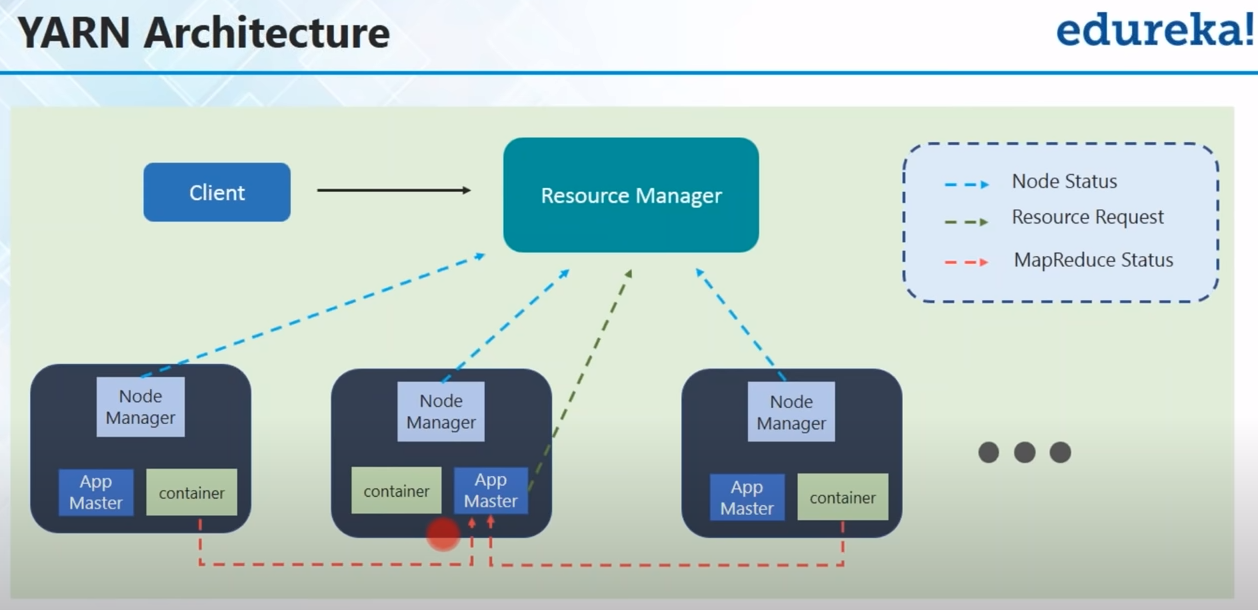 YARN Architecture
edureka!
Client
Resource Manager
Node Status
Resource Request
MapReduce Status
Node
Manager
App
Master
container
Node
Manager
container
App
Master
Node
Manager
App
Master
container